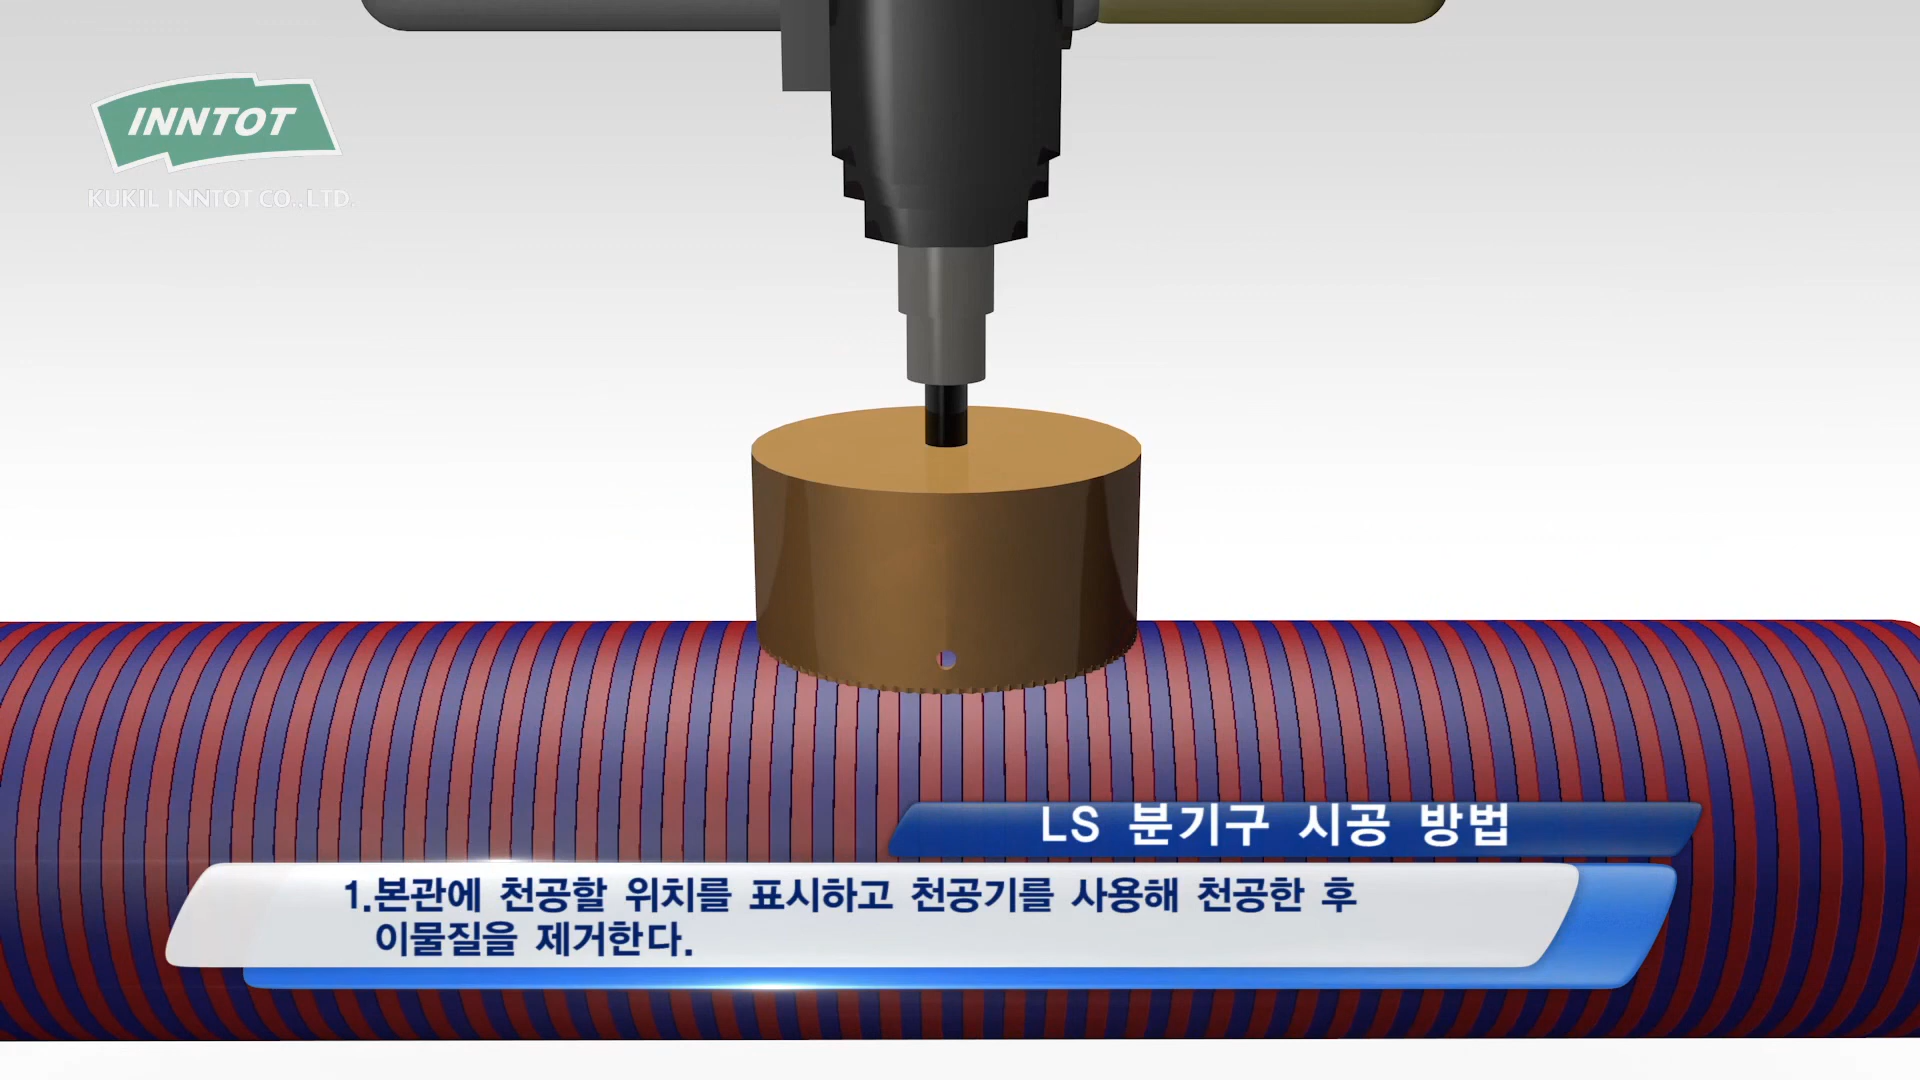 INNTOT
KUKIL INNTOT CO.,LTD.
LS 분기구 시공 방법
1.본관에 천공할 위치를 표시하고 천공기를 사용해 천공한 후
이물질을 제거한다.